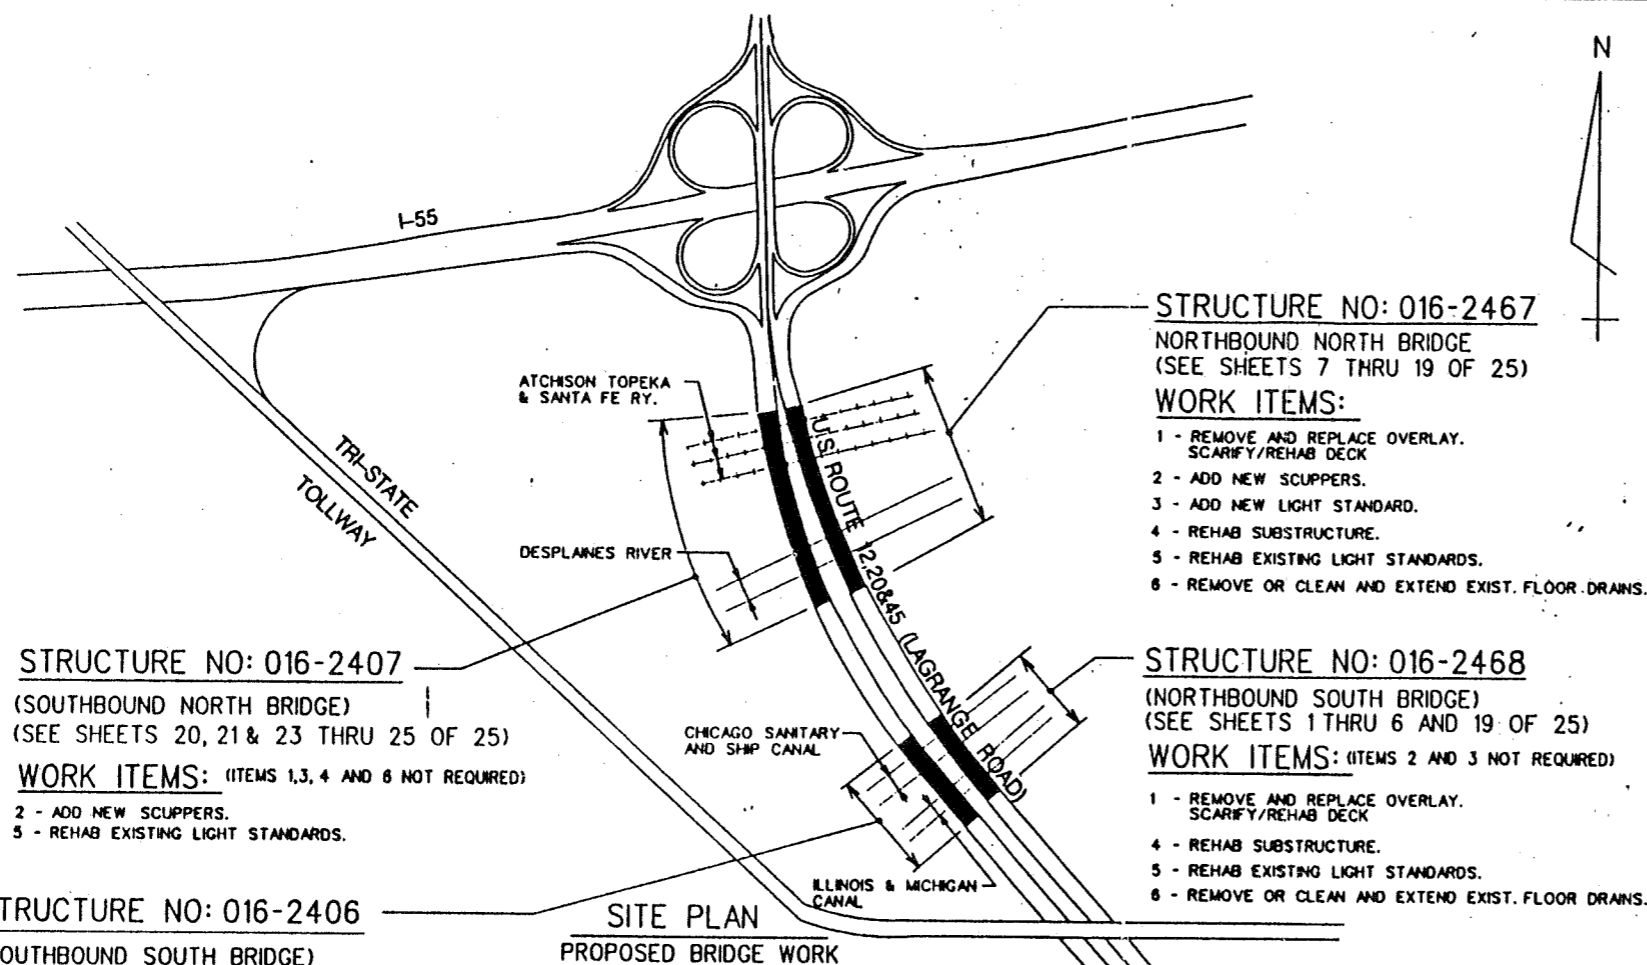 N
I-55
TRI-STATE
TOLLWAY
ATCHISON TOPEKA
& SANTA FE RY.
DESPLAINES RIVER
U.S. ROUTE 12,20&45 (LAGRANGE ROAD)
STRUCTURE NO: 016-2467
NORTHBOUND NORTH BRIDGE
(SEE SHEETS 7 THRU 19 OF 25)
WORK ITEMS:
1 - REMOVE AND REPLACE OVERLAY.
SCARIFY/REHAB DECK
2 - ADD NEW SCUPPERS.
3 - ADD NEW LIGHT STANDARD.
4 - REHAB SUBSTRUCTURE.
5 - REHAB EXISTING LIGHT STANDARDS.
6 - REMOVE OR CLEAN AND EXTEND EXIST. FLOOR DRAINS.
STRUCTURE NO: 016-2407
(SOUTHBOUND NORTH BRIDGE)
(SEE SHEETS 20, 21 & 23 THRU 25 OF 25)
WORK ITEMS: (ITEMS 1,3, 4 AND 6 NOT REQUIRED)
2 - ADD NEW SCUPPERS.
5 - REHAB EXISTING LIGHT STANDARDS.
STRUCTURE NO: 016-2468
(NORTHBOUND SOUTH BRIDGE)
(SEE SHEETS 1 THRU 6 AND 19 OF 25)
WORK ITEMS: (ITEMS 2 AND 3 NOT REQUIRED)
1 - REMOVE AND REPLACE OVERLAY.
SCARIFY/REHAB DECK
4 - REHAB SUBSTRUCTURE.
5 - REHAB EXISTING LIGHT STANDARDS.
6 - REMOVE OR CLEAN AND EXTEND EXIST. FLOOR DRAINS.
CHICAGO SANITARY
AND SHIP CANAL
ILLINOIS & MICHIGAN
CANAL
TRUCTURE NO: 016-2406
OUTHBOUND SOUTH BRIDGE)
SITE PLAN
PROPOSED BRIDGE WORK